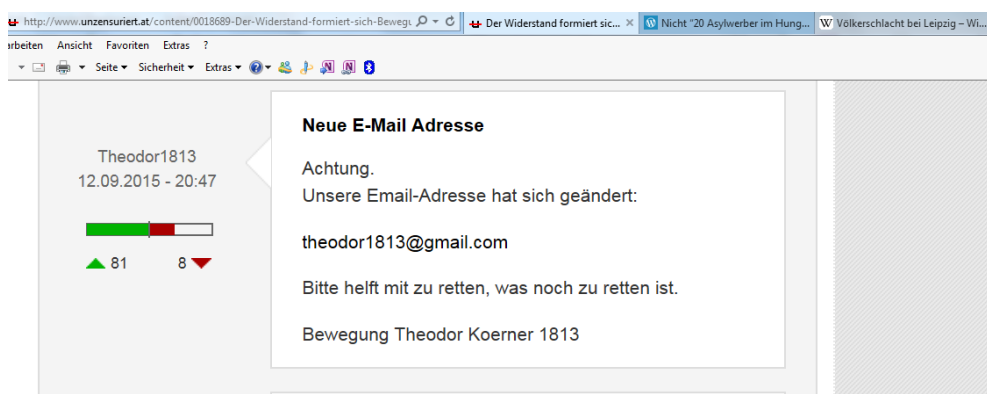 http://www.unzensuriert.at/content/0018689-Der-Widerstand-formiert-sich-Bewegu
Der Widerstand formiert sic...
Nicht "20 Asylwerber im Hung...
Völkerschlacht bei Leipzig – Wi...
arbeiten Ansicht Favoriten Extras ?
Seite Sicherheit Extras
Neue E-Mail Adresse
Theodor1813
12.09.2015 - 20:47
81 8
Achtung.
Unsere Email-Adresse hat sich geändert:
theodor1813@gmail.com
Bitte helft mit zu retten, was noch zu retten ist.
Bewegung Theodor Koerner 1813